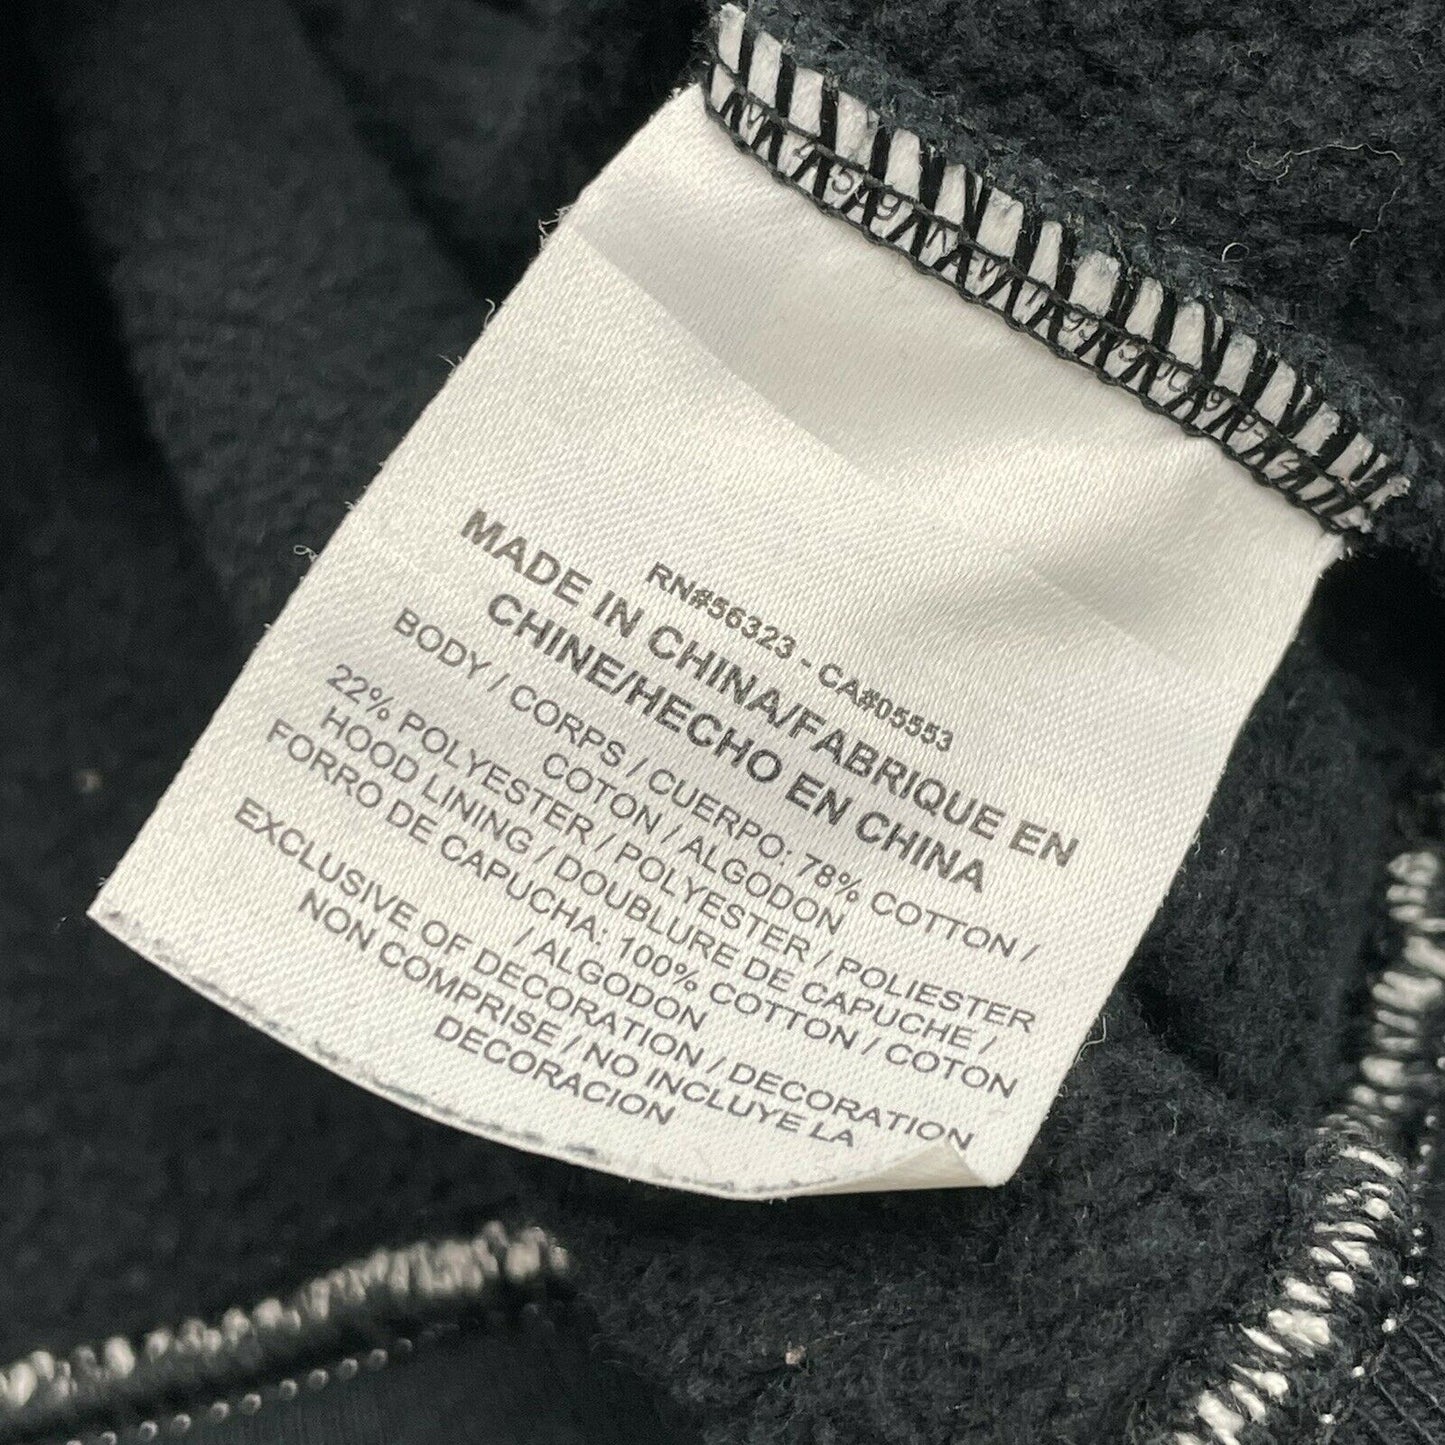 RN#56323 - CA#05553
MADE IN CHINA/FABRIQUE EN
CHINE/HECHO EN CHINA
BODY / CORPS / CUERPO: 78% COTTON /
COTON / ALGODON
22% POLYESTER / POLYESTER / POLIESTER
HOOD LINING / DOUBLURE DE CAPUCHE /
FORRO DE CAPUCHA: 100% COTTON / COTON
/ ALGODON
EXCLUSIVE OF DECORATION / DECORATION
NON COMPRISE / NO INCLUYE LA
DECORACION